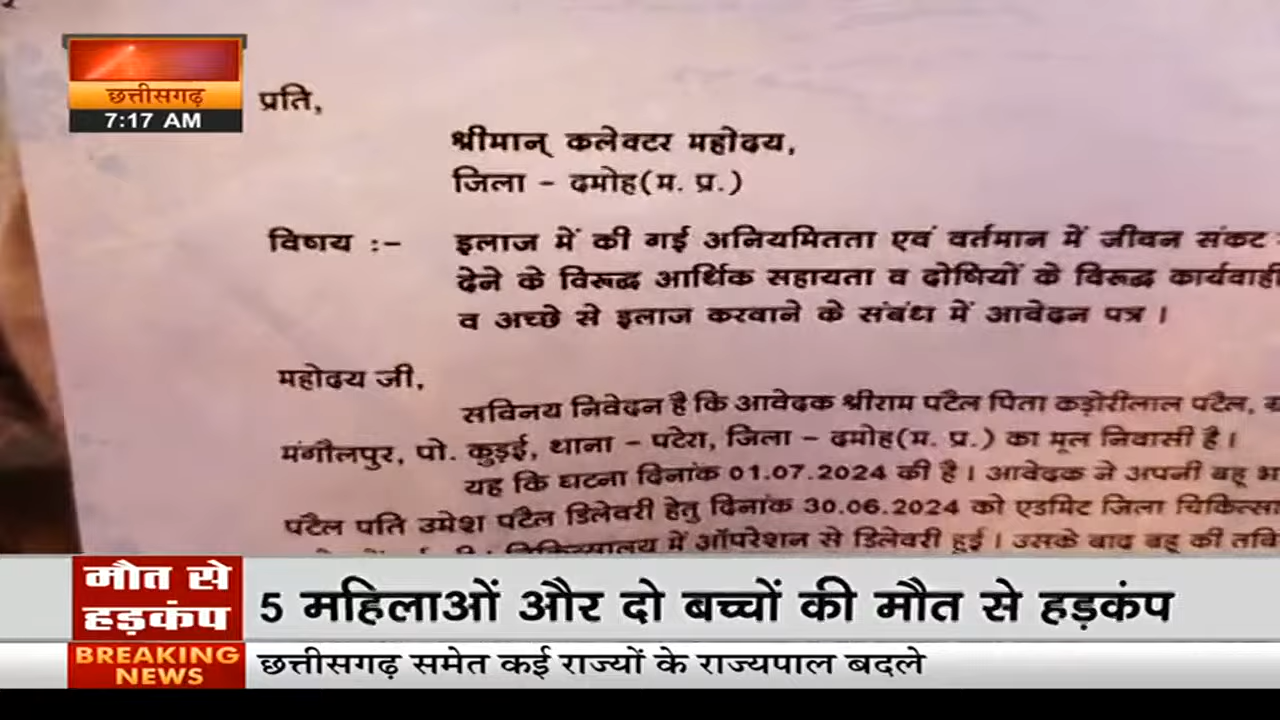 छत्तीसगढ़
7:17 AM
प्रति,
श्रीमान् कलेक्टर महोदय,
जिला - दमोह(म. प्र.)
विषय :- इलाज में की गई अनियमितता एवं वर्तमान में जीवन संकट
देने के विरूद्ध आर्थिक सहायता व दोषियों के विरूद्ध कार्यवाही
व अच्छे से इलाज करवाने के संबंध में आवेदन पत्र ।
महोदय जी,
सविनय निवेदन है कि आवेदक श्रीराम पटैल पिता कड़ोरीलाल पटैल,
मंगौलपुर, पो. कुड़ई, थाना - पटेरा, जिला - दमोह(म. प्र.) का मूल निवासी है ।
यह कि घटना दिनांक 01.07.2024 की है । आवेदक ने अपनी बहू
पटैल पति उमेश पटैल डिलेवरी हेतु दिनांक 30.06.2024 को एडमिट जिला
में ऑपरेशन से डिलेवरी हुई । उसके बाद बहू की
मौत से
हड़कंप
5 महिलाओं और दो बच्चों की मौत से हड़कंप
BREAKING
NEWS
छत्तीसगढ़ समेत कई राज्यों के राज्यपाल बदले